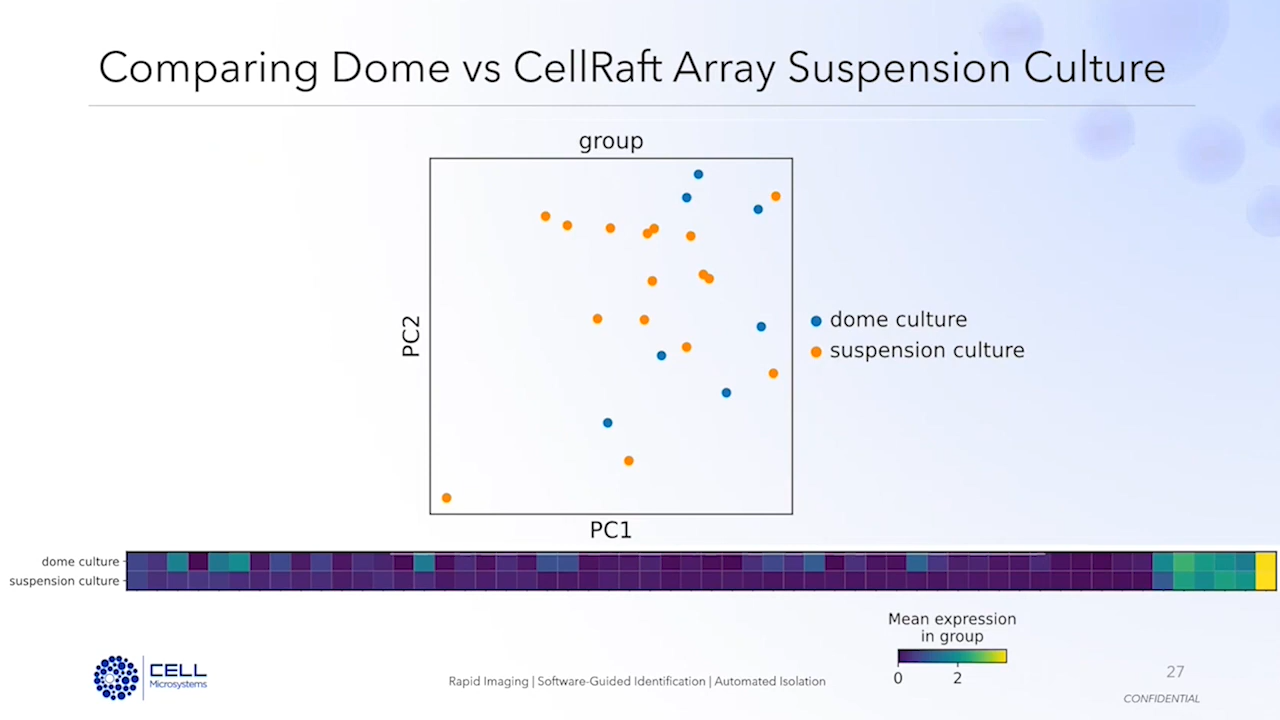 Comparing Dome vs CellRaft Array Suspension Culture
group
PC2
dome culture
suspension culture
PC1
dome culture
suspension culture
Mean expression
in group
0 2
CELL
Microsystems
Rapid Imaging | Software-Guided Identification | Automated Isolation
27
CONFIDENTIAL